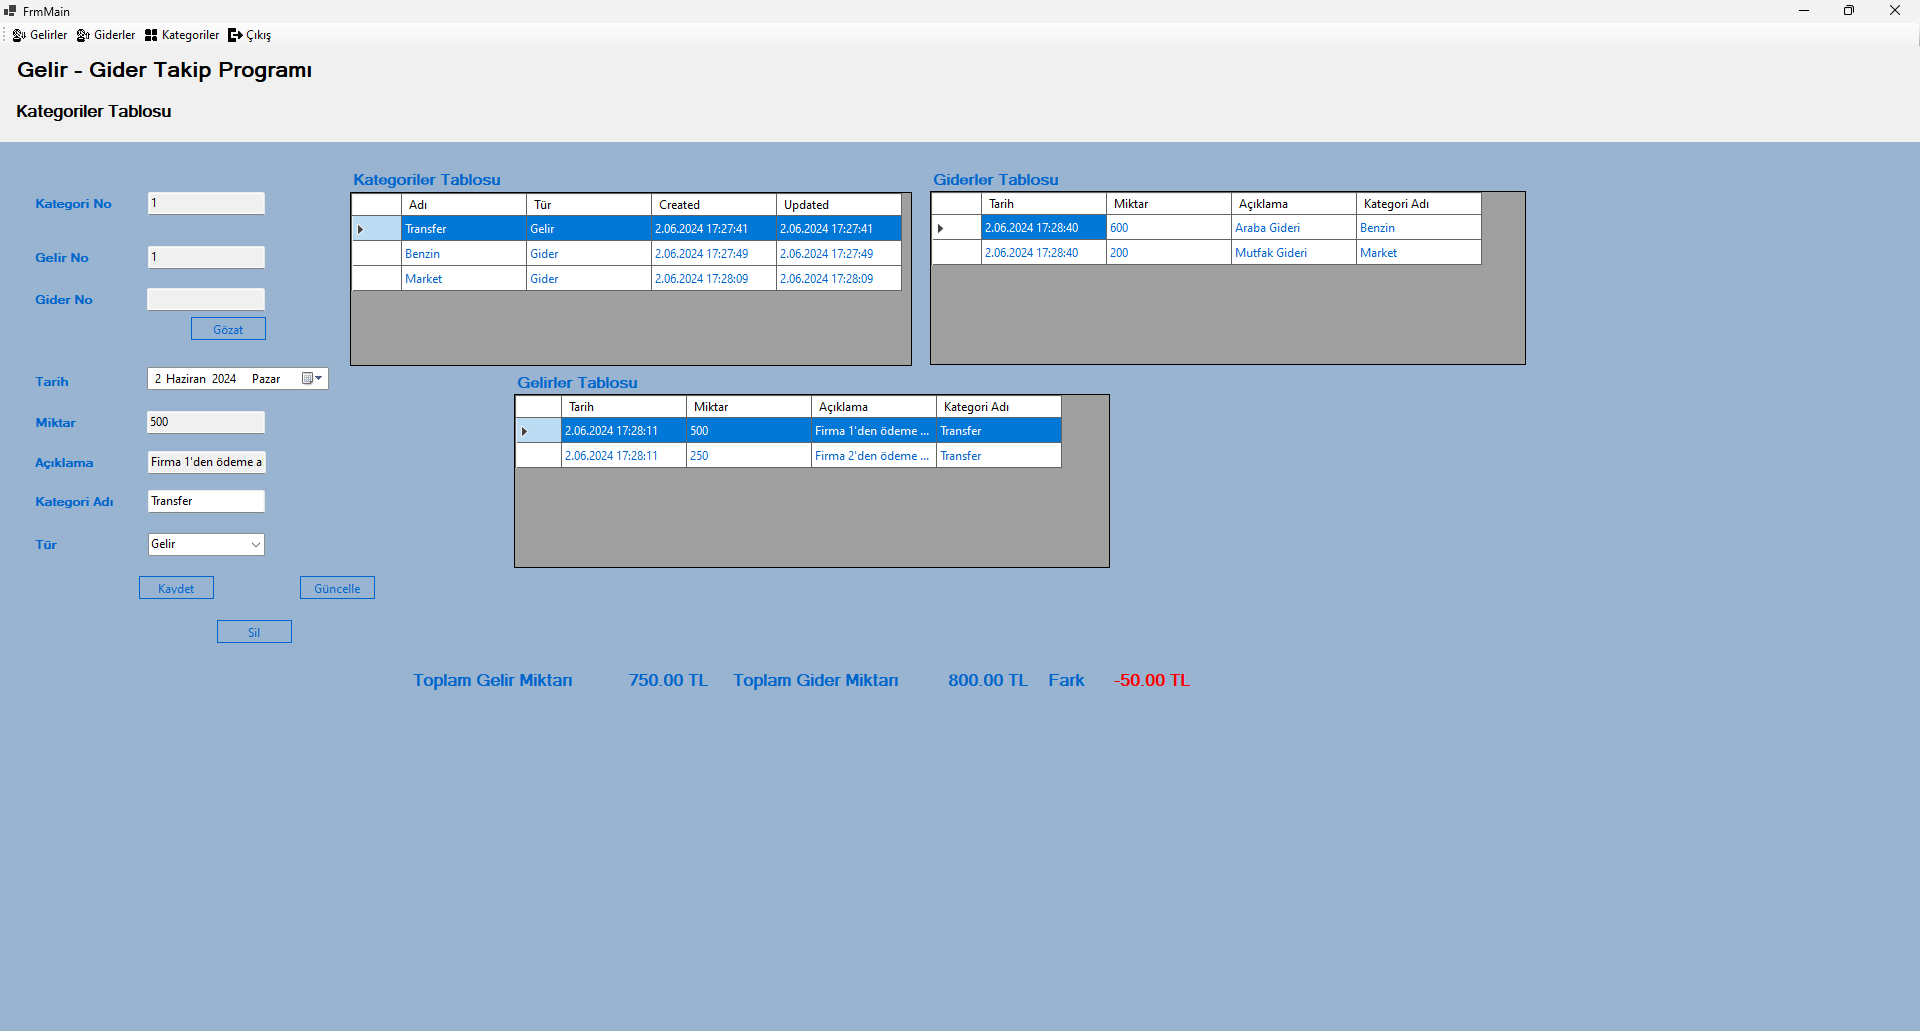 FrmMain
Gelirler Giderler Kategoriler Çıkış
Gelir - Gider Takip Programı
Kategoriler Tablosu
Kategori No 1
Gelir No 1
Gider No
Gözat
Tarih 2 Haziran 2024 Pazar
Miktar 500
Açıklama Firma 1'den ödeme a
Kategori Adı Transfer
Tür Gelir
Kaydet Güncelle
Sil
Kategoriler Tablosu
Adı Tür Created Updated
Transfer Gelir 2.06.2024 17:27:41 2.06.2024 17:27:41
Benzin Gider 2.06.2024 17:27:49 2.06.2024 17:27:49
Market Gider 2.06.2024 17:28:09 2.06.2024 17:28:09
Giderler Tablosu
Tarih Miktar Açıklama Kategori Adı
2.06.2024 17:28:40 600 Araba Gideri Benzin
2.06.2024 17:28:40 200 Mutfak Gideri Market
Gelirler Tablosu
Tarih Miktar Açıklama Kategori Adı
2.06.2024 17:28:11 500 Firma 1'den ödeme ... Transfer
2.06.2024 17:28:11 250 Firma 2'den ödeme ... Transfer
Toplam Gelir Miktarı 750.00 TL Toplam Gider Miktarı 800.00 TL Fark -50.00 TL